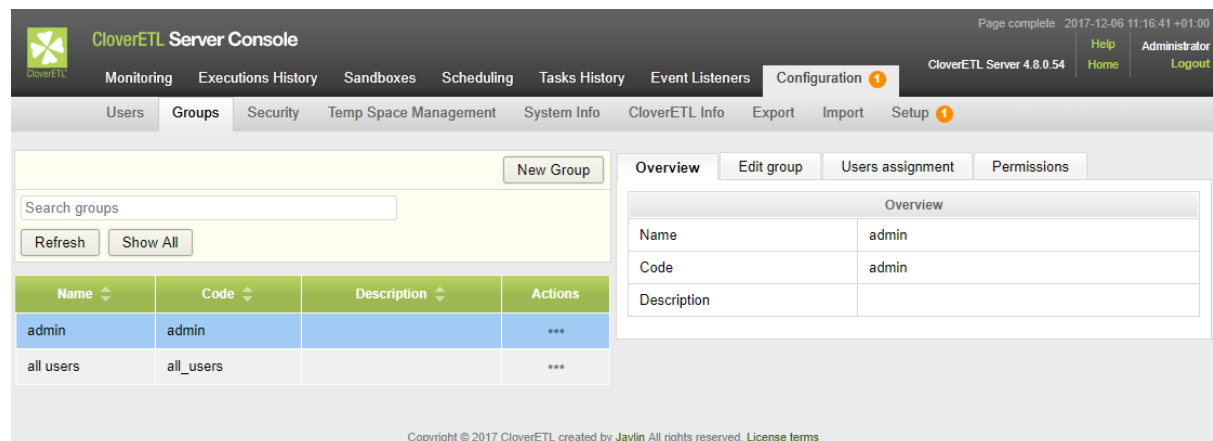 Page complete 2017-12-06 11:16:41 +01:00
CloverETL Server Console
CloverETL
CloverETL Server 4.8.0.54
Help
Home
Administrator
Logout
Monitoring Executions History Sandboxes Scheduling Tasks History Event Listeners Configuration 1
Users Groups Security Temp Space Management System Info CloverETL Info Export Import Setup 1
New Group
Search groups
Refresh Show All
Name Code Description Actions
admin admin •••
all users all_users •••
Overview Edit group Users assignment Permissions
Overview
Name admin
Code admin
Description
Copyright © 2017 CloverETL created by Javlin All rights reserved. License terms